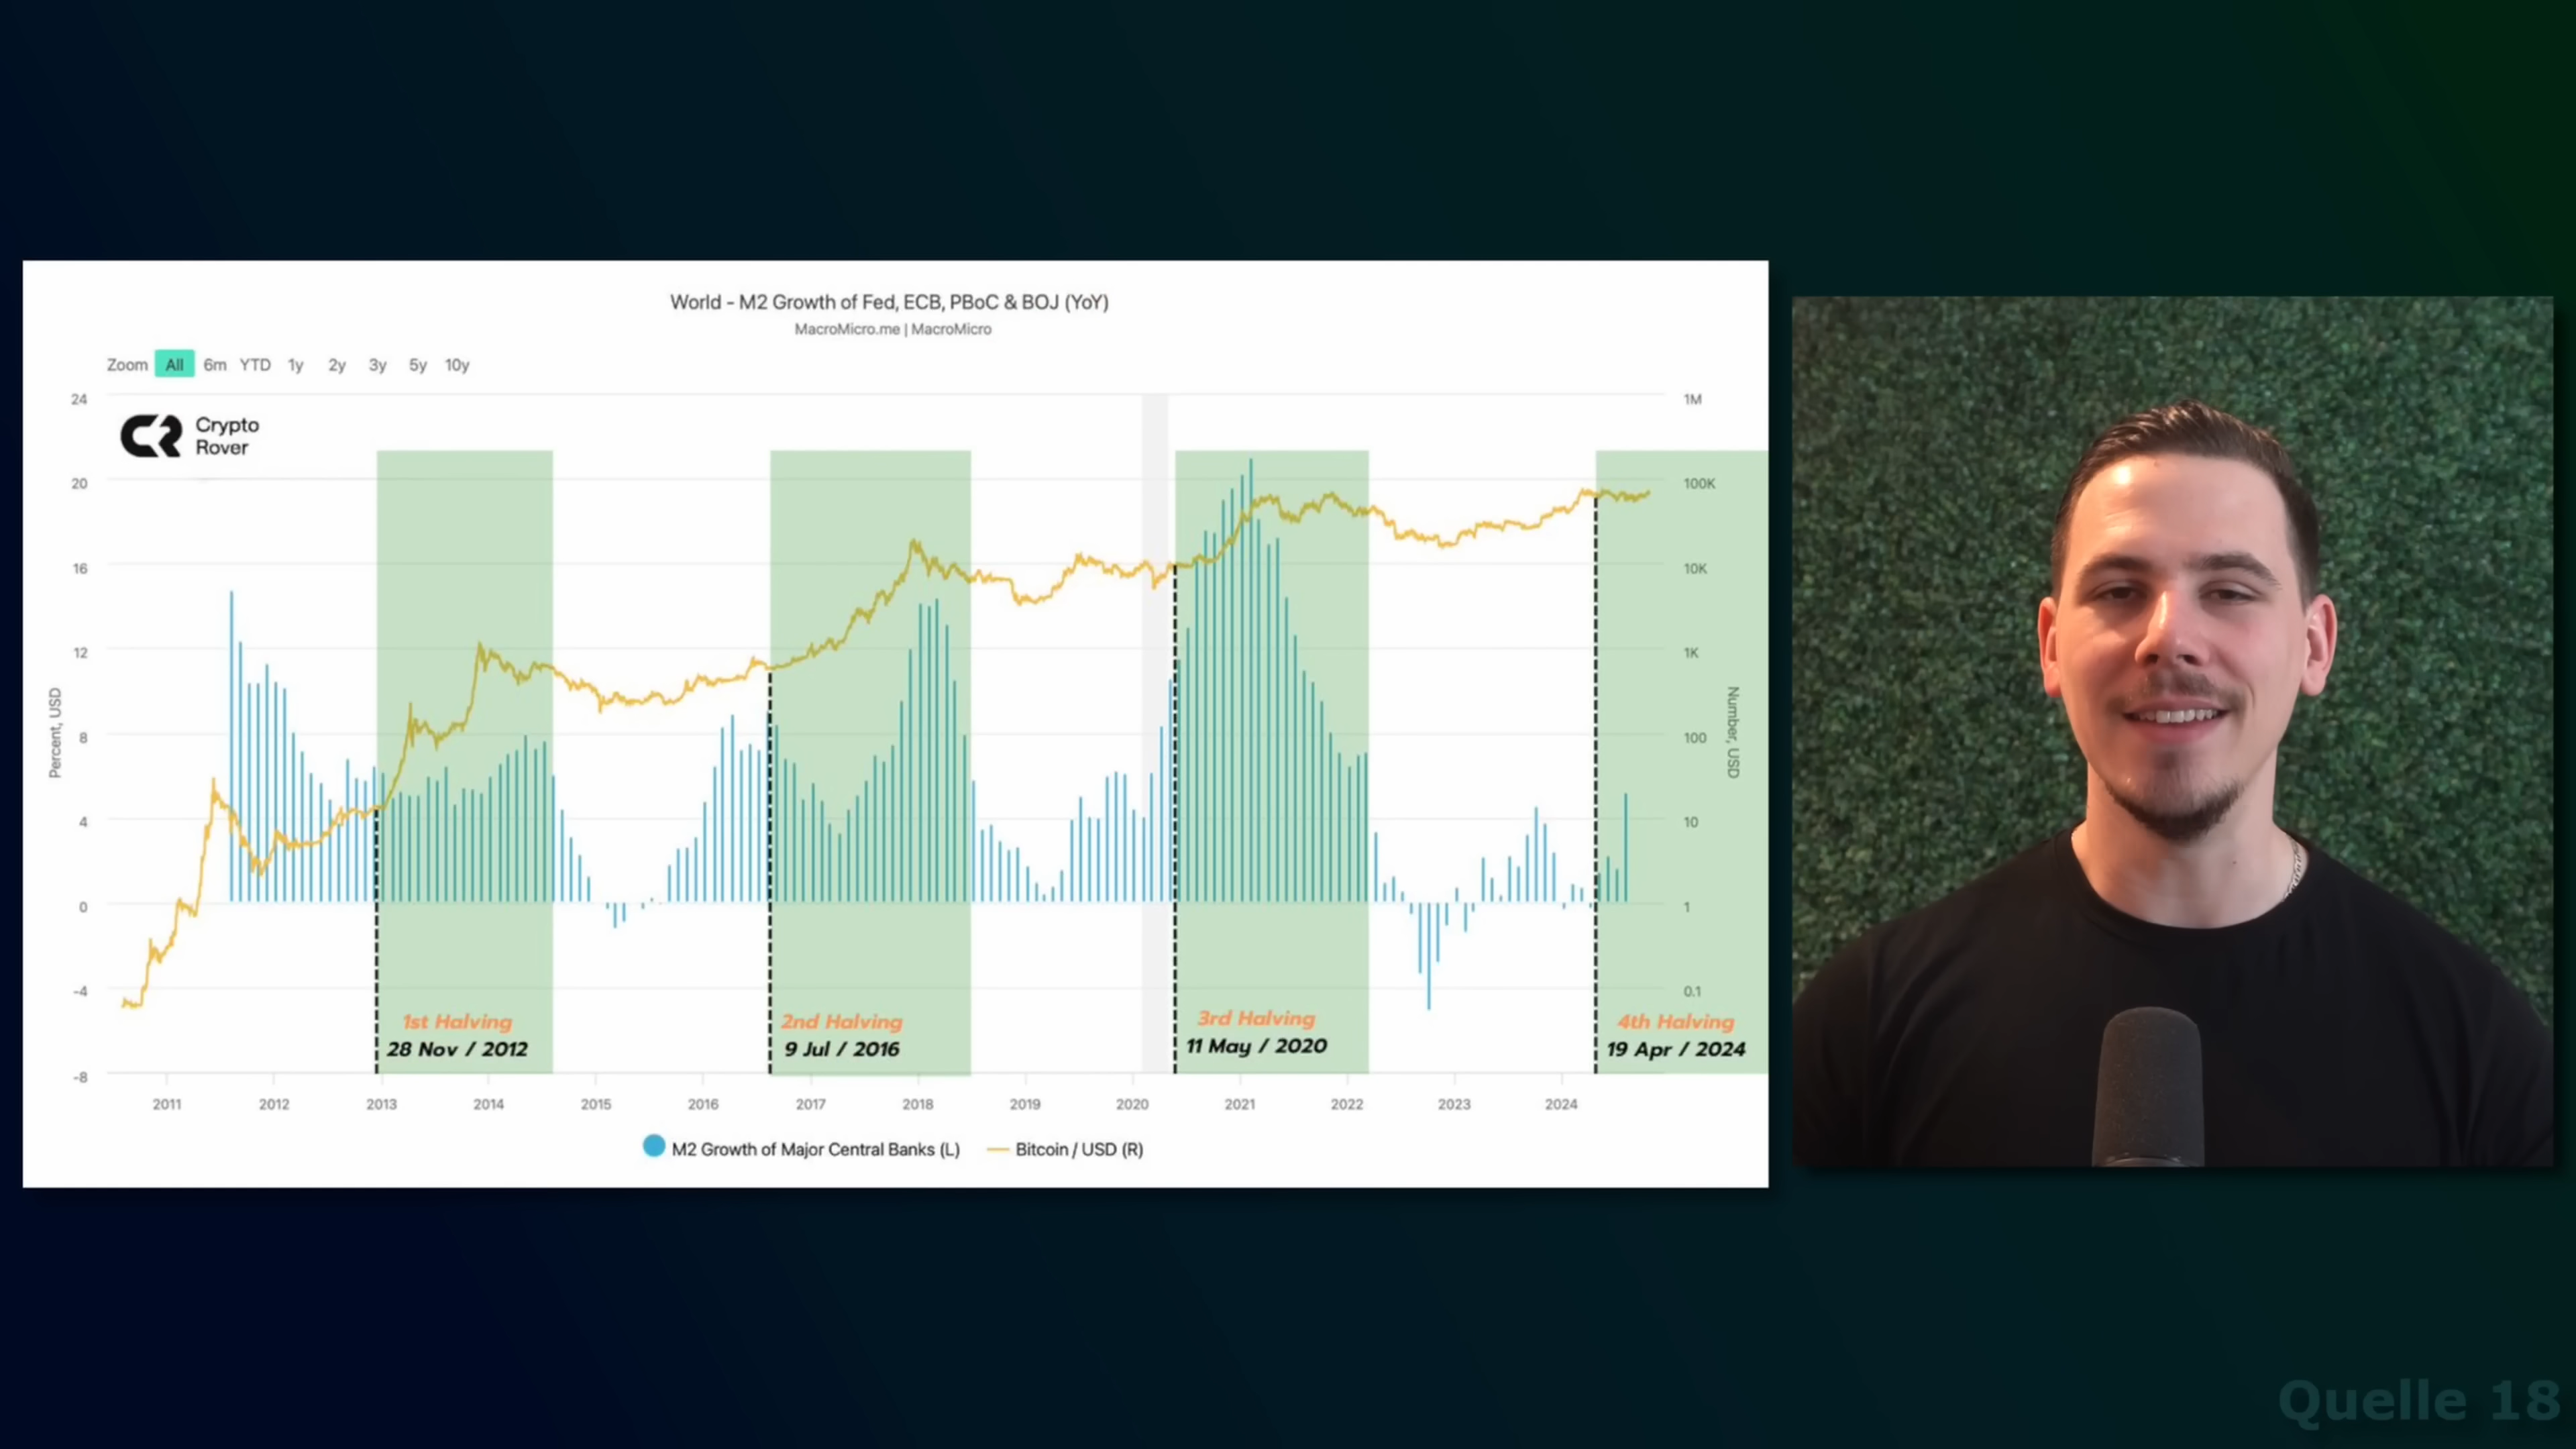 World - M2 Growth of Fed, ECB, PBoC & BOJ (YoY)
MacroMicro.me | MacroMicro
Zoom All 6m YTD 1y 2y 3y 5y 10y
Crypto
Rover
24
20
16
12
8
4
0
-4
-8
Percent, USD
1M
100K
10K
1K
100
10
1
0.1
Number, USD
1st Halving
28 Nov / 2012
2nd Halving
9 Jul / 2016
3rd Halving
11 May / 2020
4th Halving
19 Apr / 2024
2011 2012 2013 2014 2015 2016 2017 2018 2019 2020 2021 2022 2023 2024
M2 Growth of Major Central Banks (L) Bitcoin / USD (R)
Quelle 18